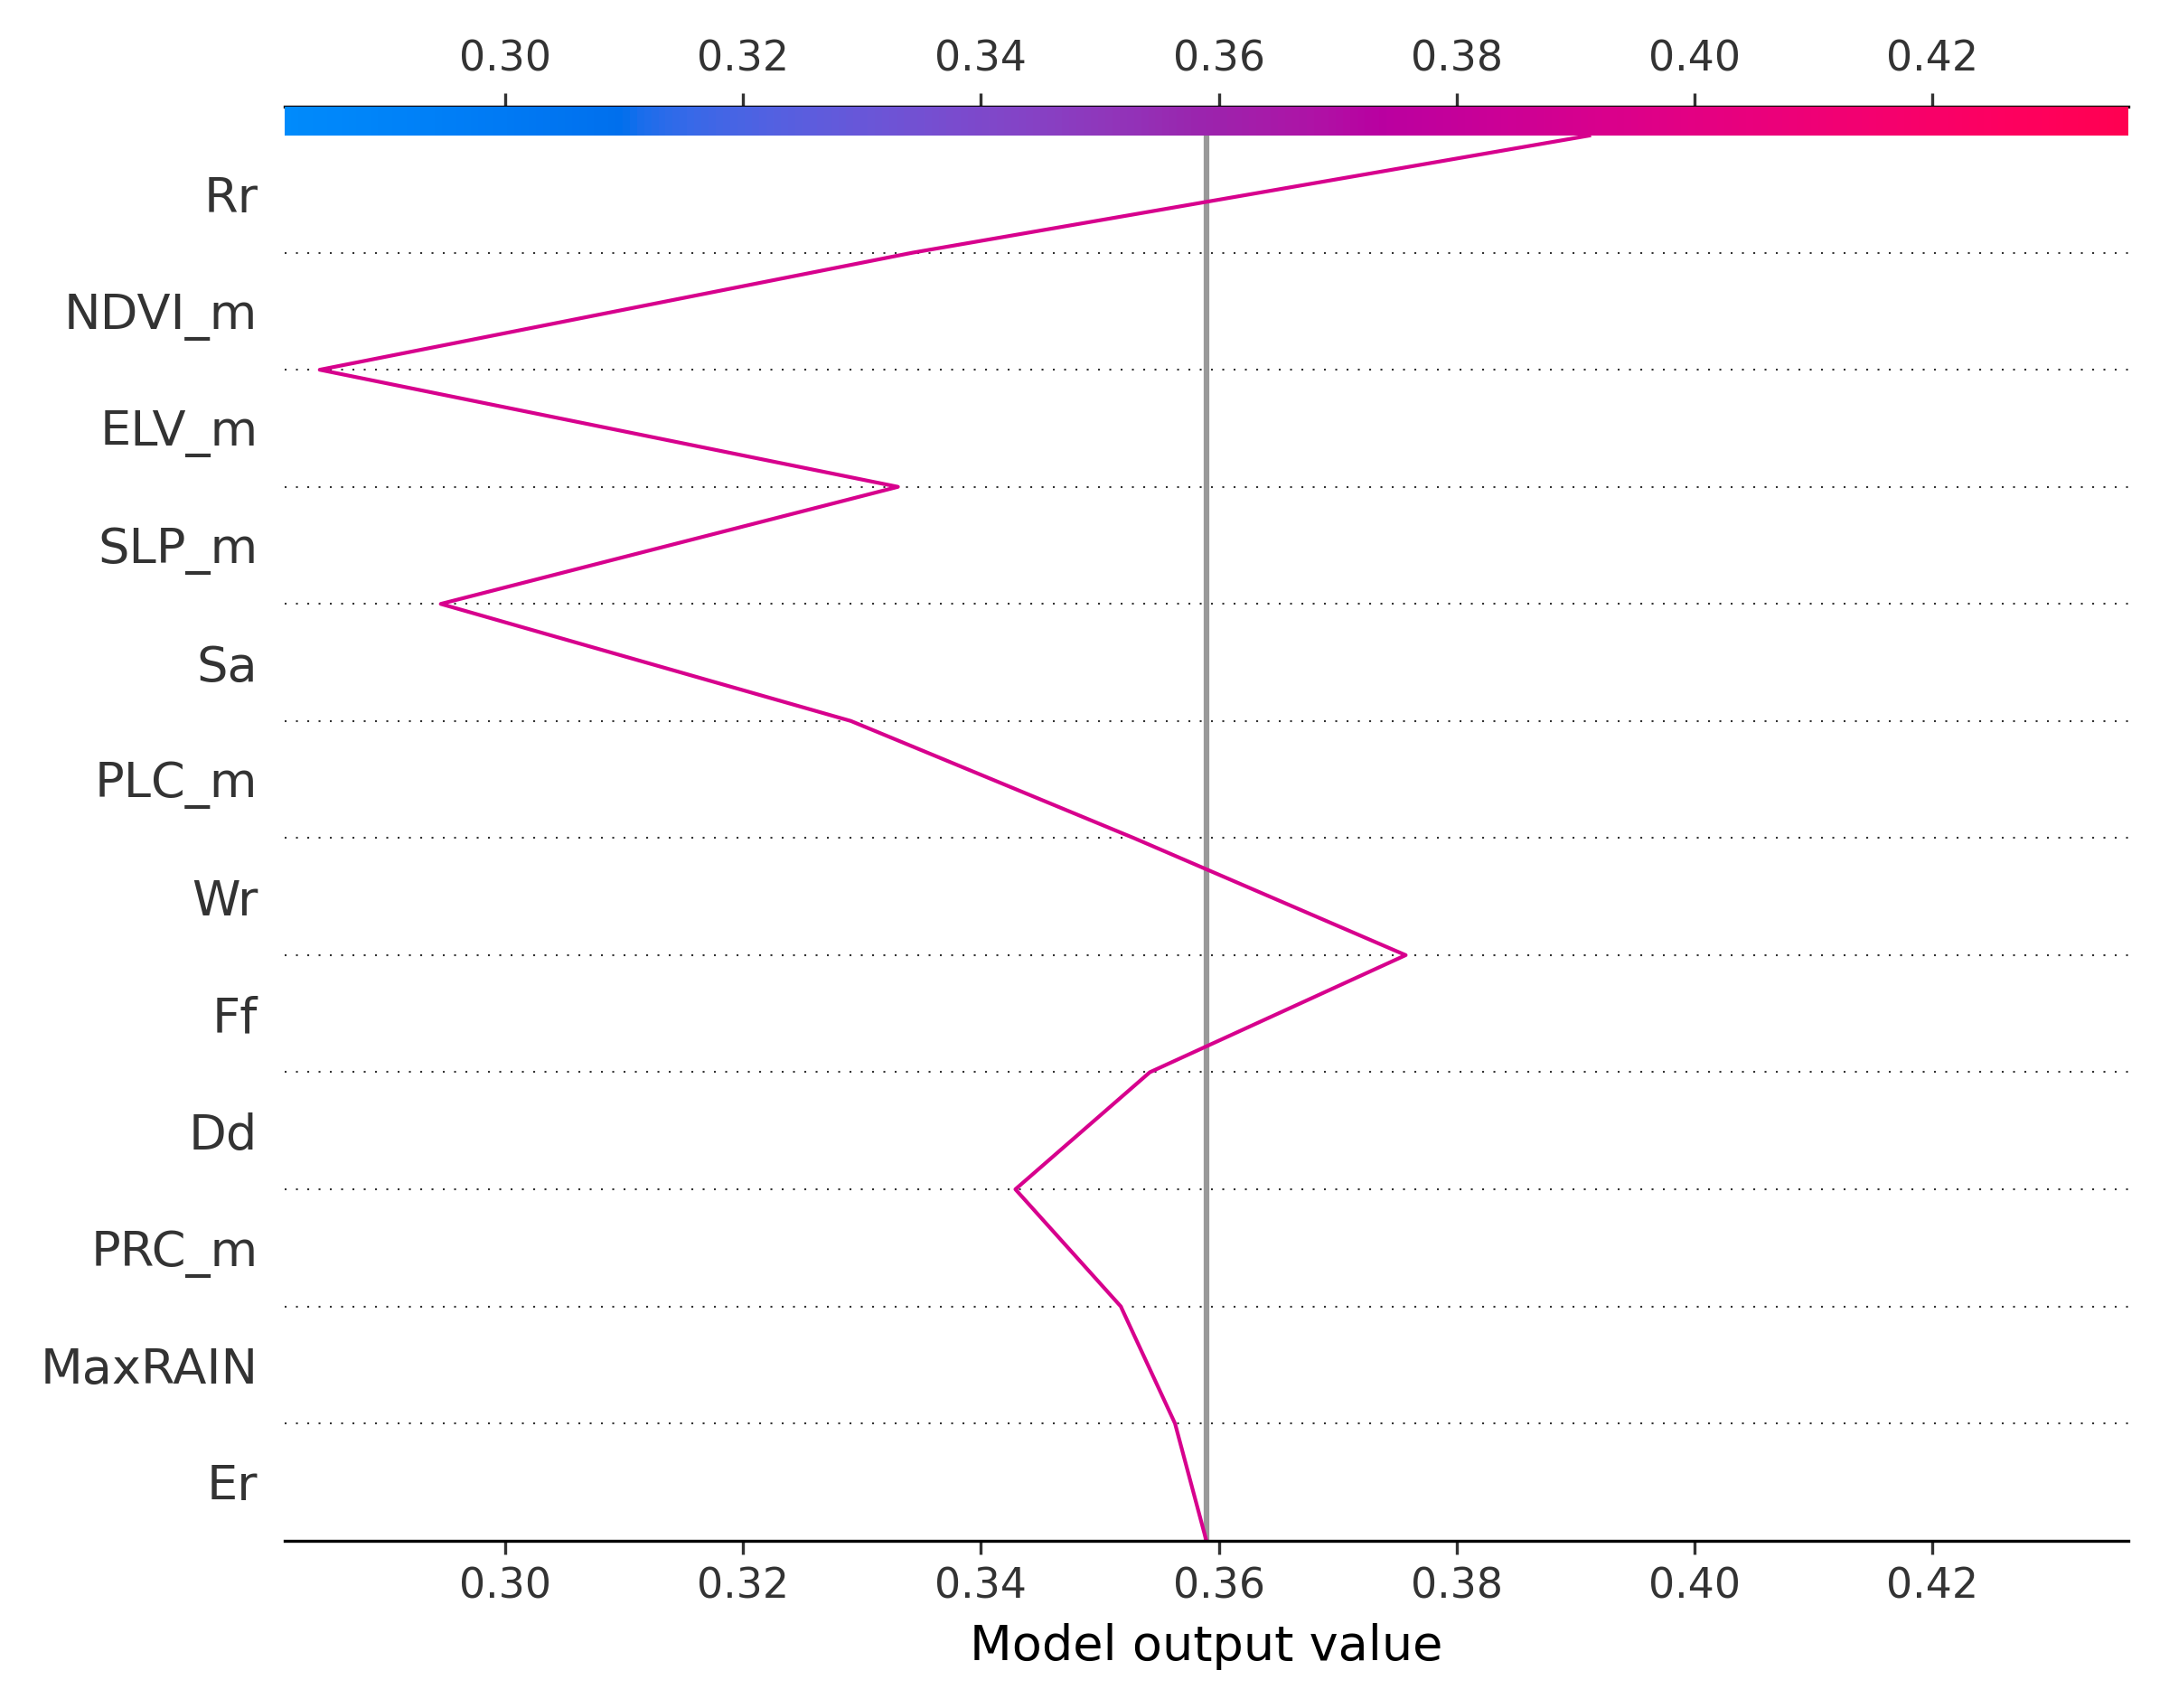 0.30 0.32 0.34 0.36 0.38 0.40 0.42
Rr
NDVI_m
ELV_m
SLP_m
Sa
PLC_m
Wr
Ff
Dd
PRC_m
MaxRAIN
Er
0.30 0.32 0.34 0.36 0.38 0.40 0.42
Model output value